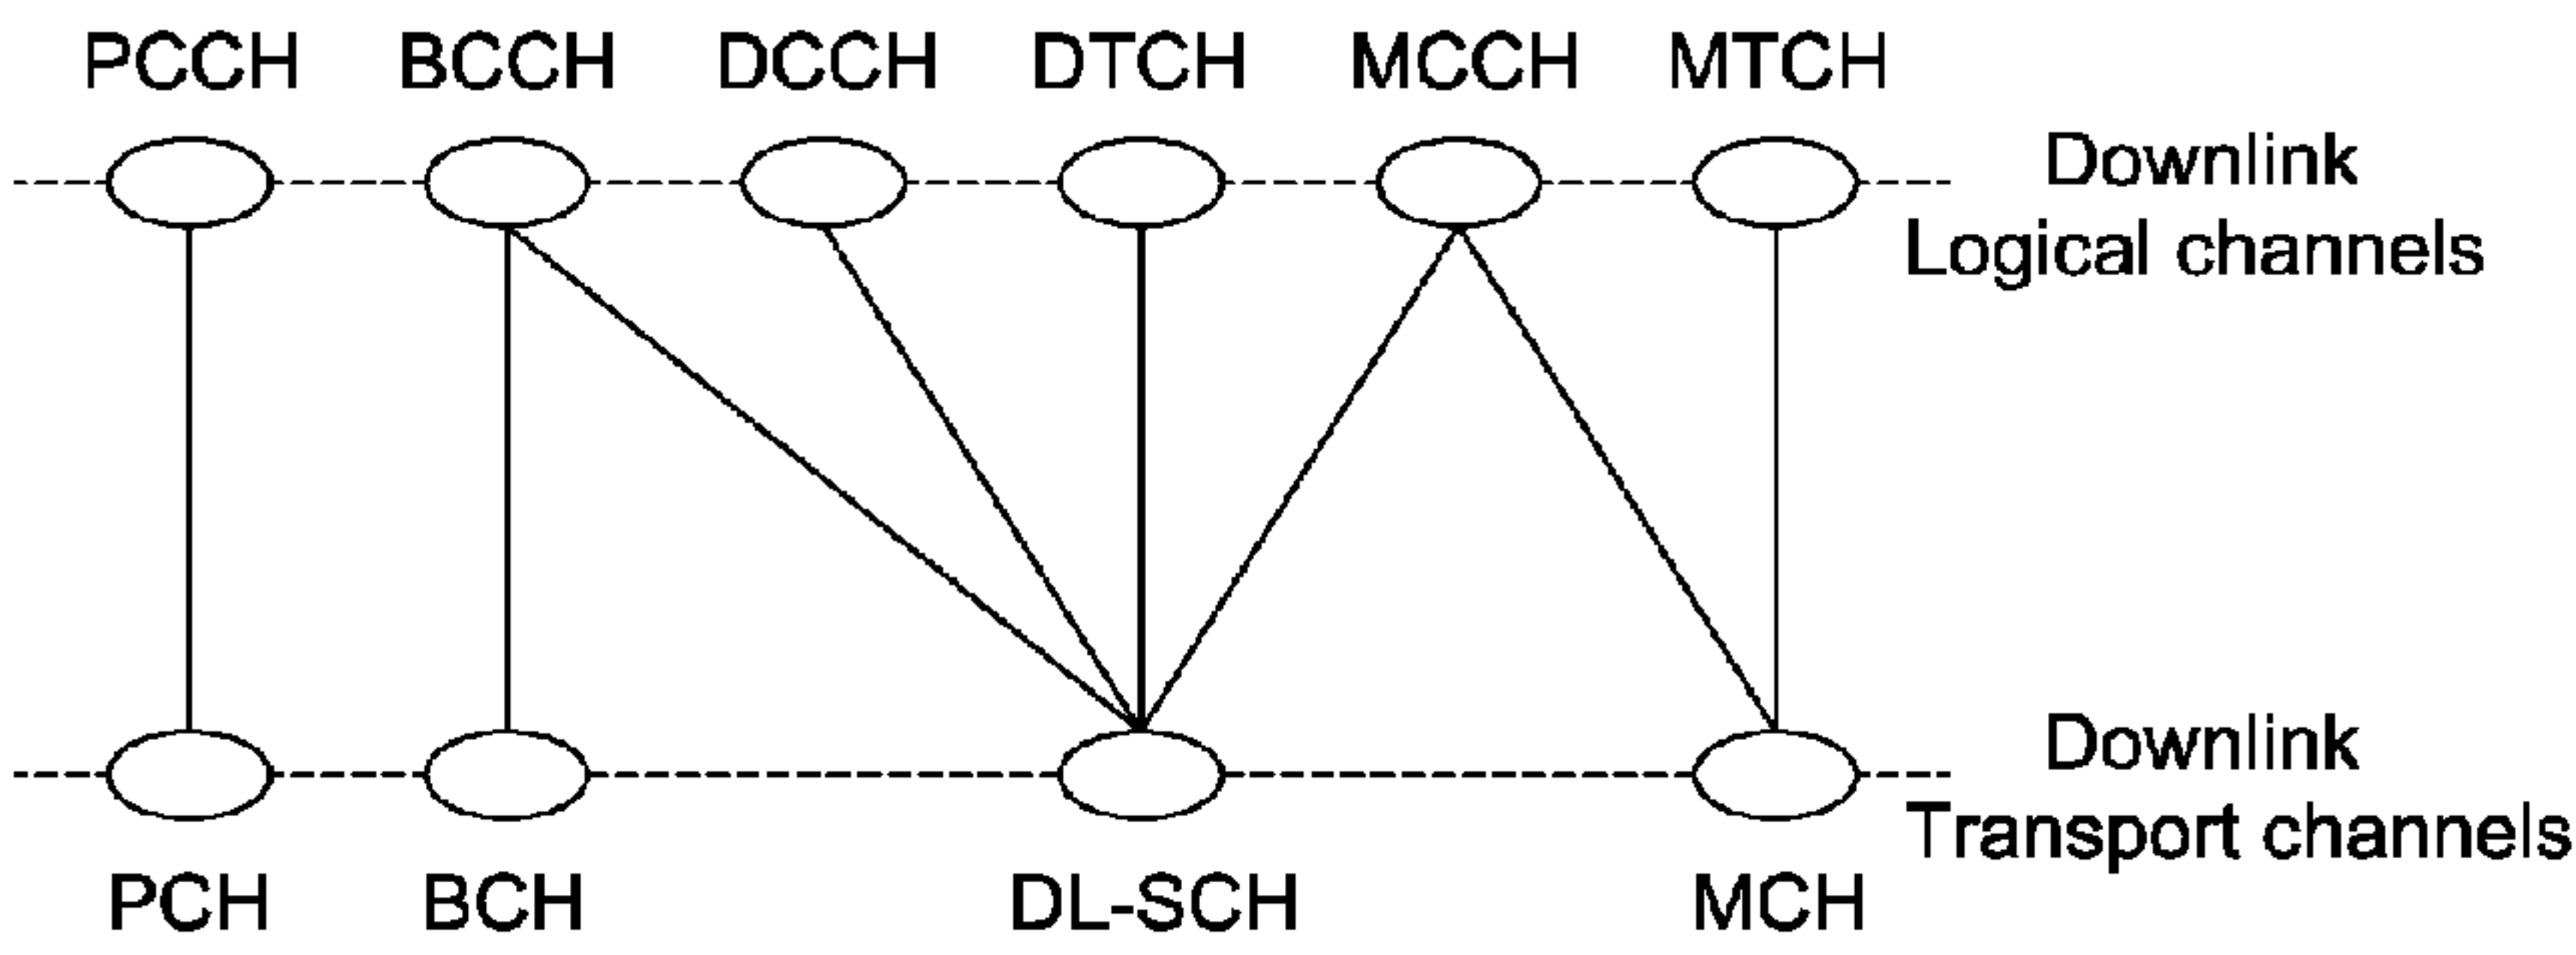 PCCH BCCH DCCH DTCH MCCH MTCH
Downlink
Logical channels
Downlink
Transport channels
PCH BCH DL-SCH MCH